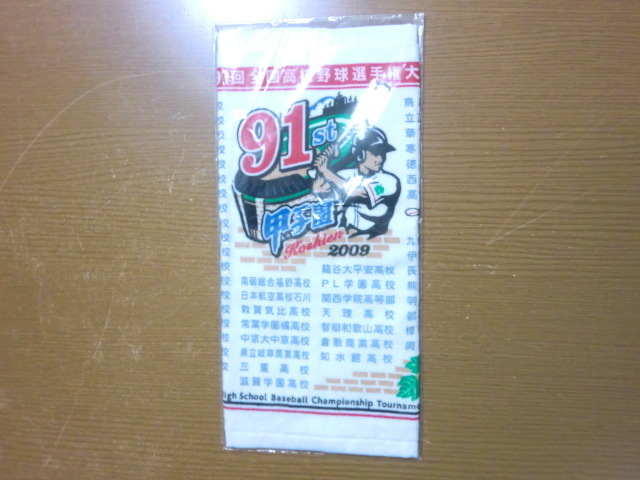 回全国高校野球選手権大
91st
甲子園
Koshien
2009
南砺総合福野高校
日本航空高校石川
敦賀気比高校
常葉学園橘高校
中京大中京高校
県立岐阜商業高校
三重高校
滋賀学園高校
龍谷大平安高校
PL学園高校
関西学院高等部
天理高校
智辯和歌山高校
倉敷商業高校
如水館高校
igh School Baseball Championship Tourname